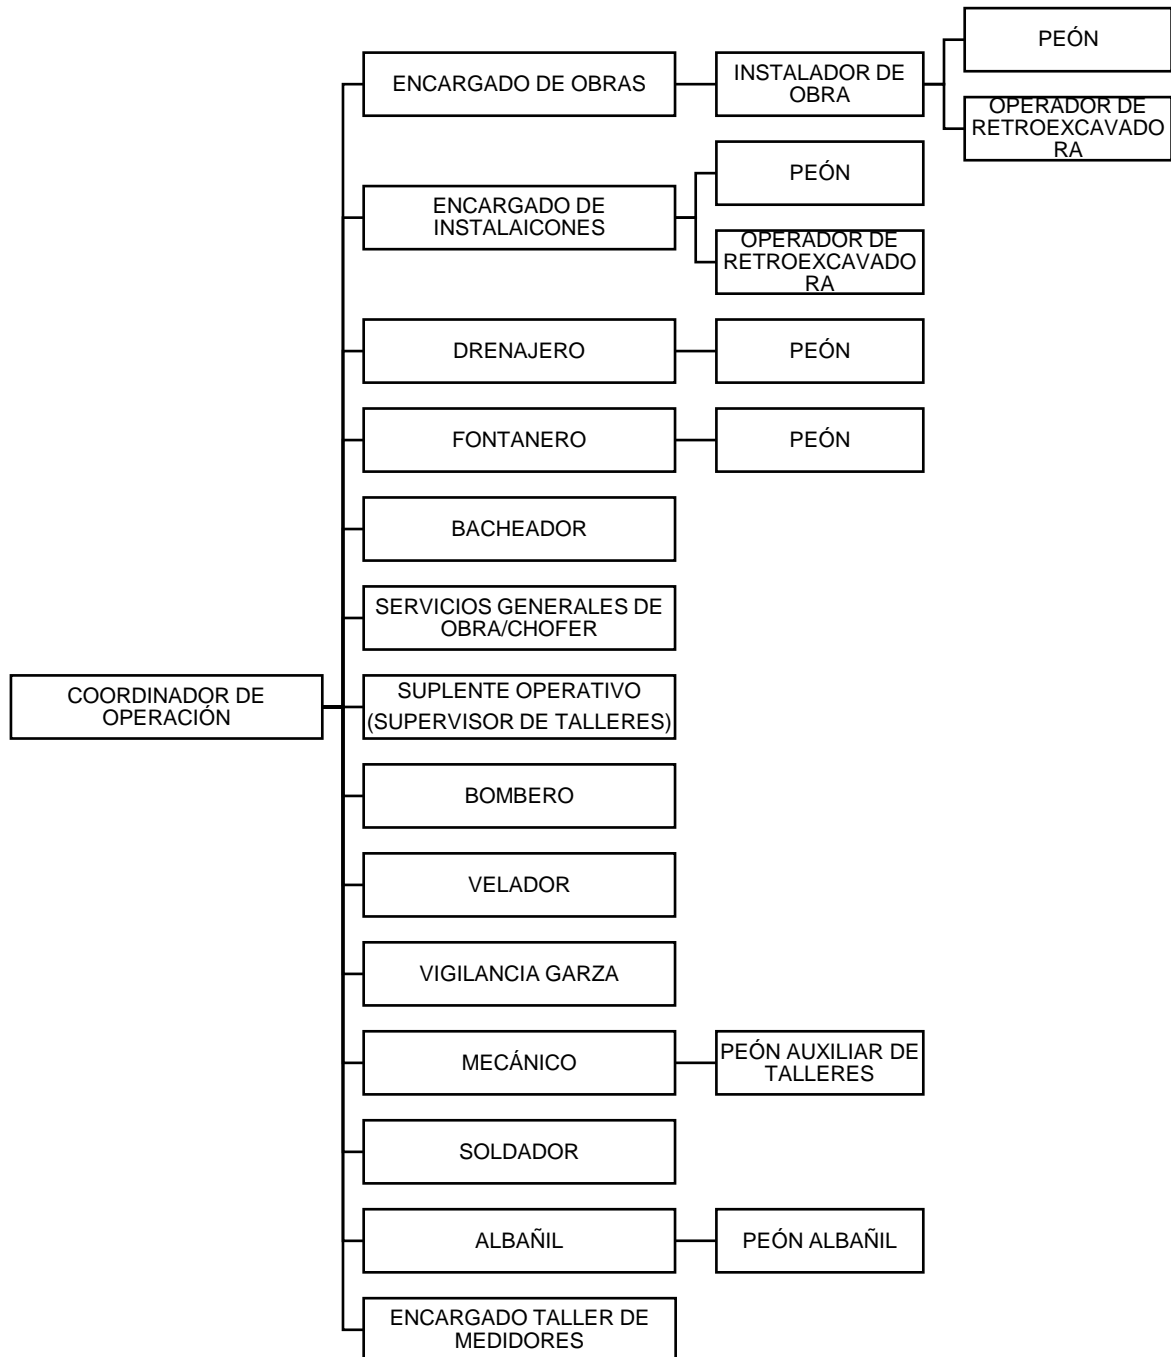 PEÓN
ENCARGADO DE OBRAS
INSTALADOR DE
OBRA
OPERADOR DE
RETROEXCAVADO
RA
PEÓN
ENCARGADO DE
INSTALAICONES
OPERADOR DE
RETROEXCAVADO
RA
DRENAJERO
PEÓN
FONTANERO
PEÓN
BACHEADOR
SERVICIOS GENERALES DE
OBRA/CHOFER
COORDINADOR DE
OPERACIÓN
SUPLENTE OPERATIVO
(SUPERVISOR DE TALLERES)
BOMBERO
VELADOR
VIGILANCIA GARZA
MECÁNICO
PEÓN AUXILIAR DE
TALLERES
SOLDADOR
ALBAÑIL
PEÓN ALBAÑIL
ENCARGADO TALLER DE
MEDIDORES